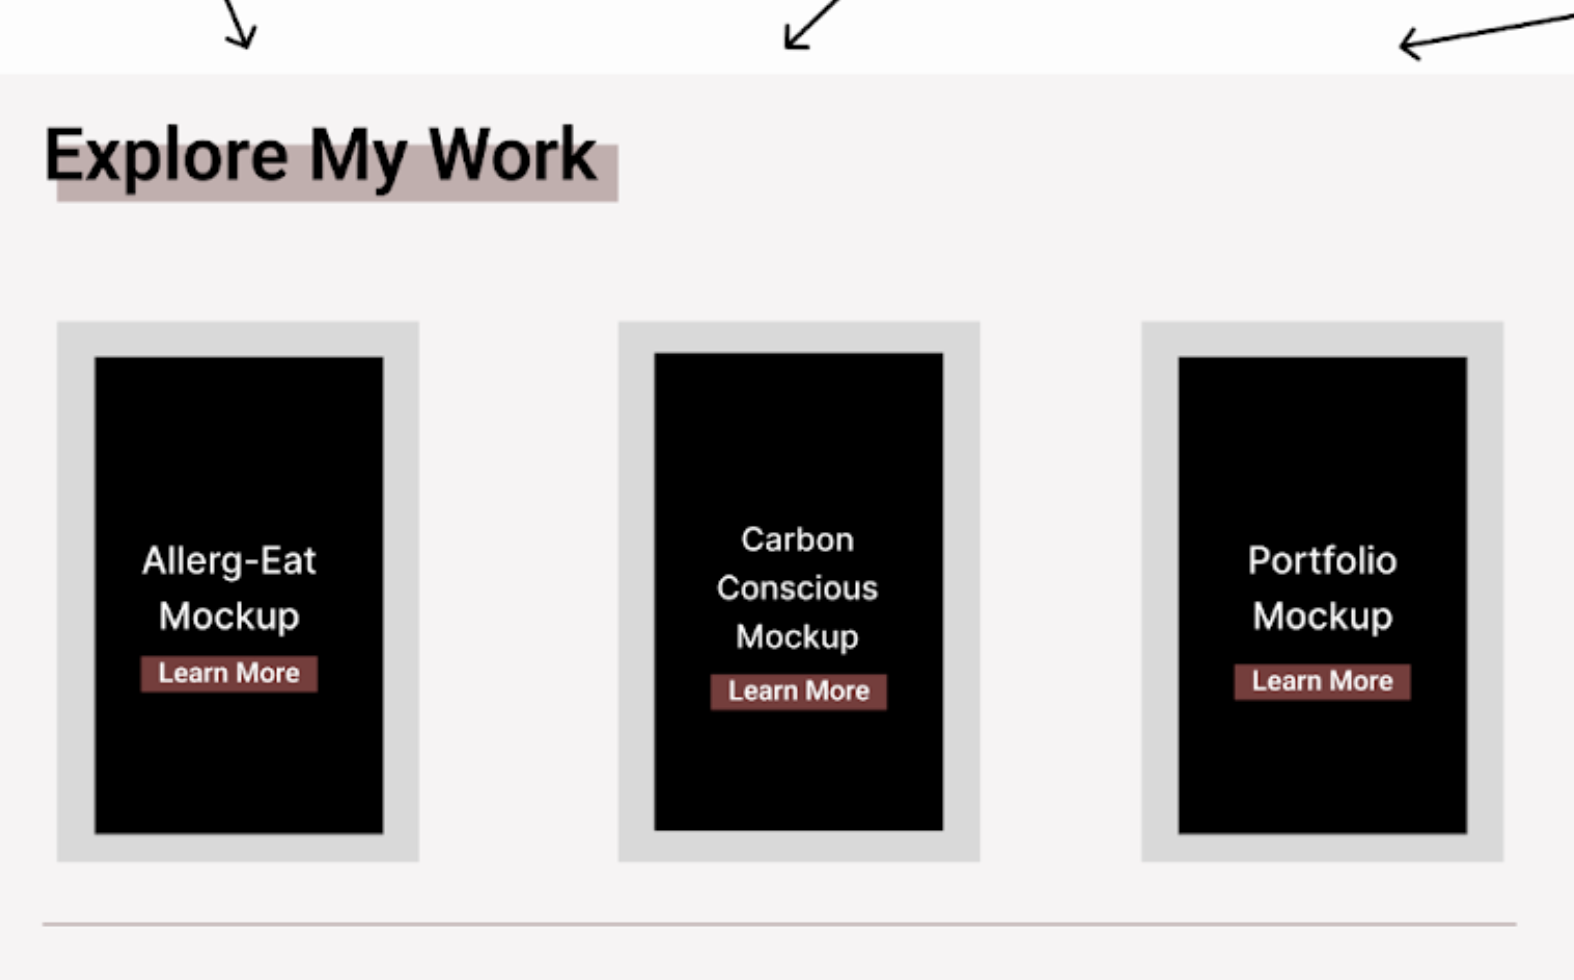 Explore My Work
Allerg-Eat
Mockup
Learn More
Carbon
Conscious
Mockup
Learn More
Portfolio
Mockup
Learn More